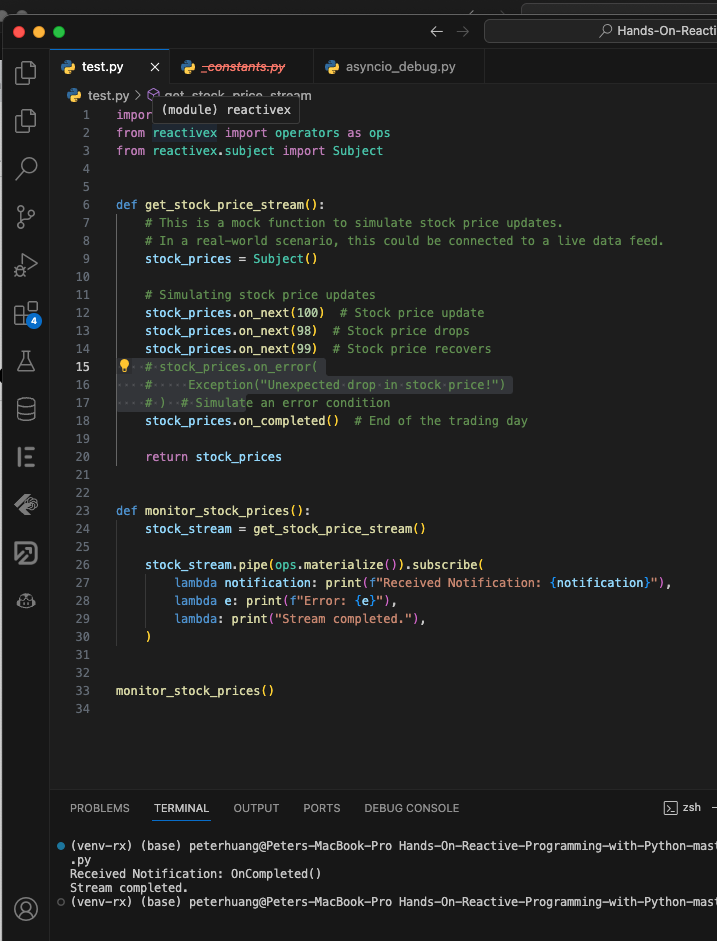 Hands-On-Reacti
test.py
_constants.py
asyncio_debug.py
test.py > get_stock_price_stream
(module) reactivex
1 impor
2 from reactivex import operators as ops
3 from reactivex.subject import Subject
4
5
6 def get_stock_price_stream():
7 # This is a mock function to simulate stock price updates.
8 # In a real-world scenario, this could be connected to a live data feed.
9 stock_prices = Subject()
10
11 # Simulating stock price updates
12 stock_prices.on_next(100)  # Stock price update
13 stock_prices.on_next(98)  # Stock price drops
14 stock_prices.on_next(99)  # Stock price recovers
15 # stock_prices.on_error(
16 #     Exception("Unexpected drop in stock price!")
17 # )  # Simulate an error condition
18 stock_prices.on_completed()  # End of the trading day
19
20 return stock_prices
21
22
23 def monitor_stock_prices():
24 stock_stream = get_stock_price_stream()
25
26 stock_stream.pipe(ops.materialize()).subscribe(
27 lambda notification: print(f"Received Notification: {notification}"),
28 lambda e: print(f"Error: {e}"),
29 lambda: print("Stream completed."),
30 )
31
32
33 monitor_stock_prices()
34
4
PROBLEMS TERMINAL OUTPUT PORTS DEBUG CONSOLE zsh
(venv-rx) (base) peterhuang@Peters-MacBook-Pro Hands-On-Reactive-Programming-with-Python-mast
.py
Received Notification: OnCompleted()
Stream completed.
(venv-rx) (base) peterhuang@Peters-MacBook-Pro Hands-On-Reactive-Programming-with-Python-mast